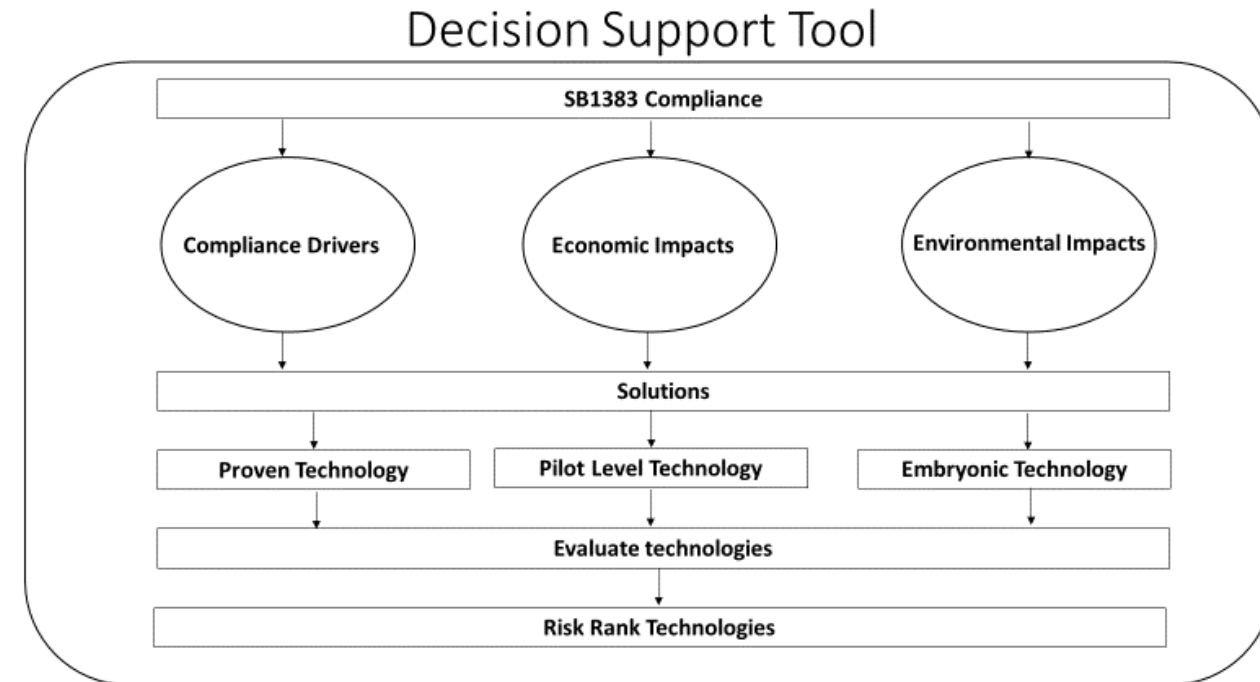 Decision Support Tool
SB1383 Compliance
Compliance Drivers
Economic Impacts
Environmental Impacts
Solutions
Proven Technology
Pilot Level Technology
Embryonic Technology
Evaluate technologies
Risk Rank Technologies